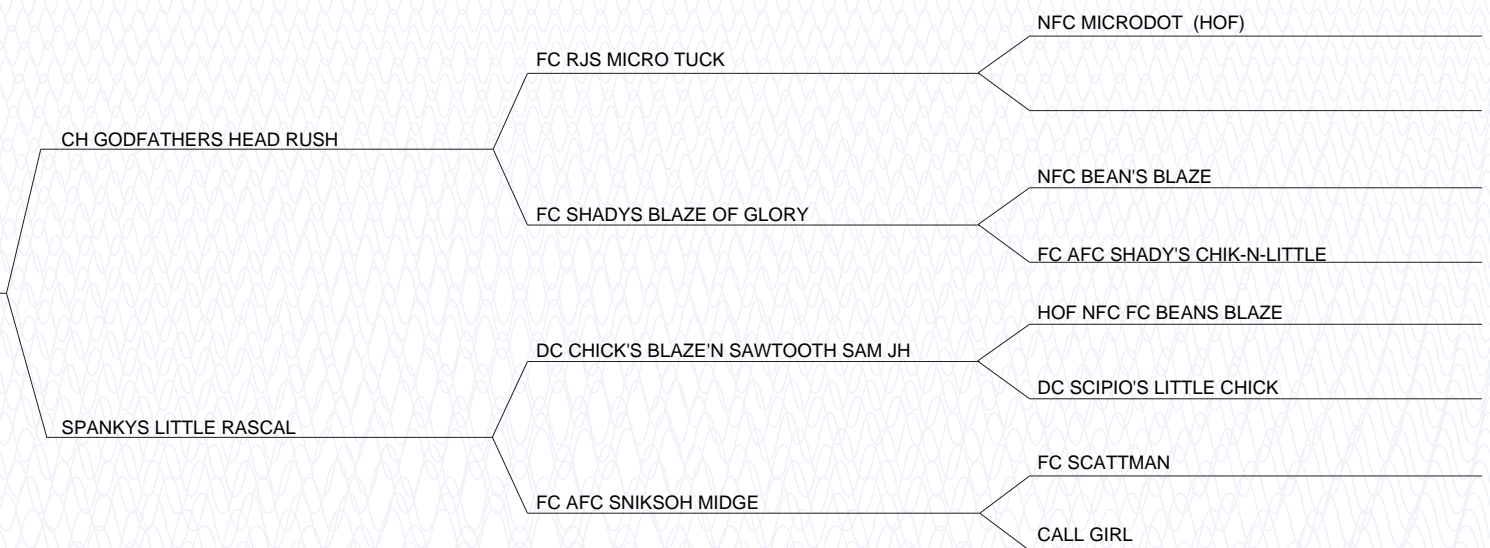 NFC MICRODOT (HOF)
FC RJS MICRO TUCK
CH GODFATHERS HEAD RUSH
NFC BEAN'S BLAZE
FC SHADYS BLAZE OF GLORY
FC AFC SHADY'S CHIK-N-LITTLE
HOF NFC FC BEANS BLAZE
DC CHICK'S BLAZE'N SAWTOOTH SAM JH
DC SCIPIO'S LITTLE CHICK
SPANKYS LITTLE RASCAL
FC SCATTMAN
FC AFC SNIKSOH MIDGE
CALL GIRL